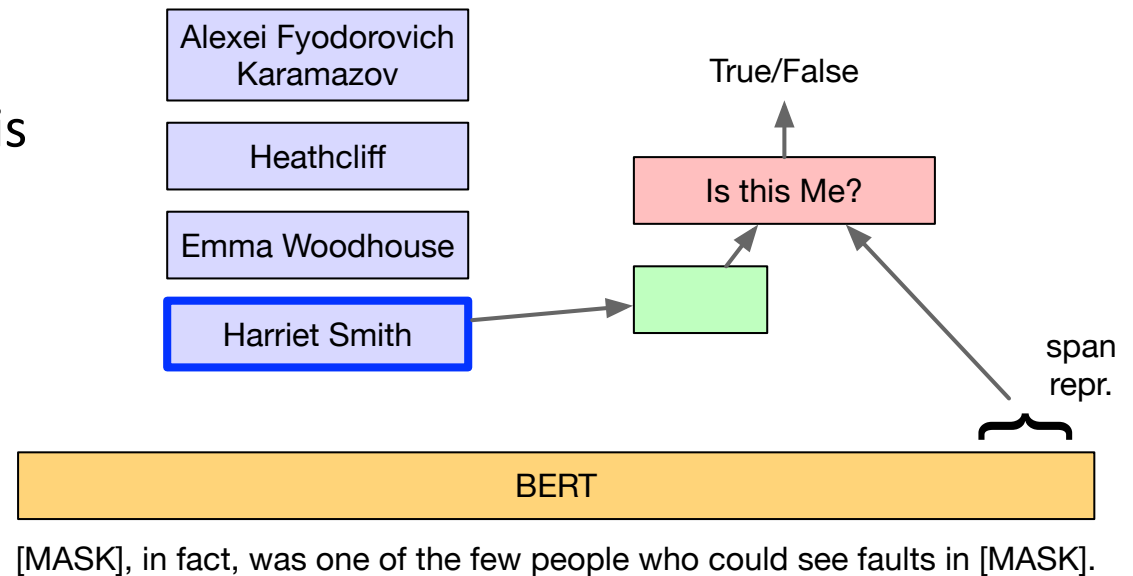 is
Alexei Fyodorovich
Karamazov
Heathcliff
Emma Woodhouse
Harriet Smith
True/False
Is this Me?
span
repr.
BERT
[MASK], in fact, was one of the few people who could see faults in [MASK].